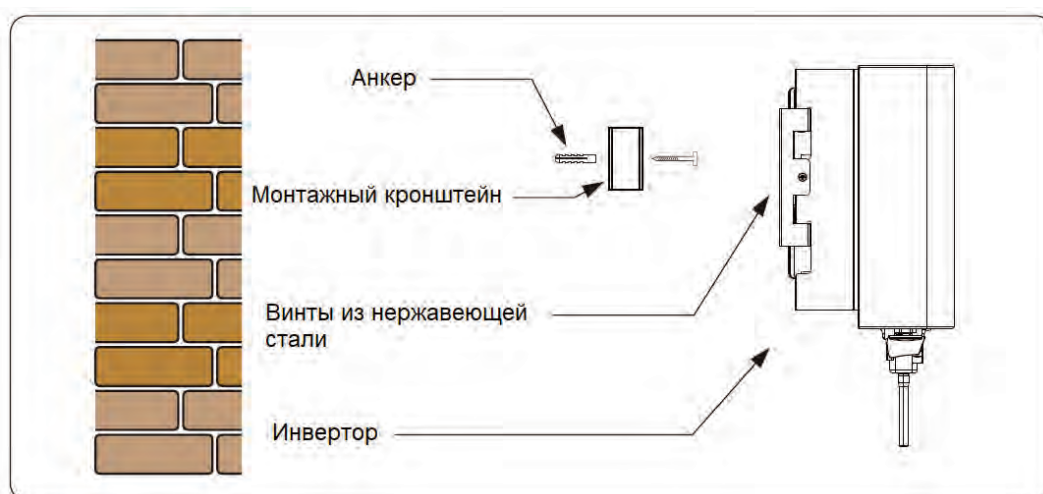 Анкер
Монтажный кронштейн
Винты из нержавеющей
стали
Инвертор